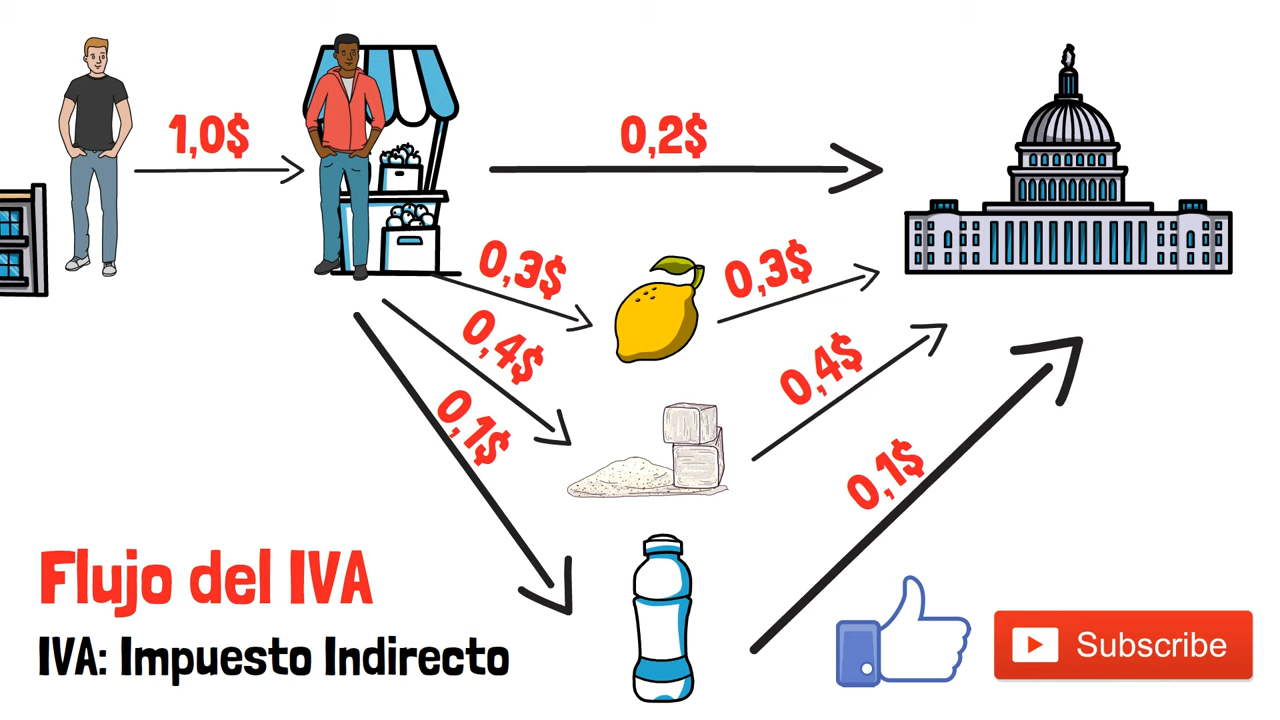 1,0$
0,2$
0,3$
0,3$
0,4$
0,4$
0,1$
0,1$
Flujo del IVA
IVA: Impuesto Indirecto
Subscribe